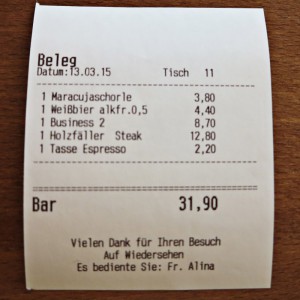 Beleg
Datum:13.03.15 Tisch 11
1 Maracujaschorle 3,80
1 Weißbier alkfr.0,5 4,40
1 Business 2 8,70
1 Holzfäller Steak 12,80
1 Tasse Espresso 2,20
Bar 31,90
Vielen Dank für Ihren Besuch
Auf Wiedersehen
Es bediente Sie: Fr. Alina